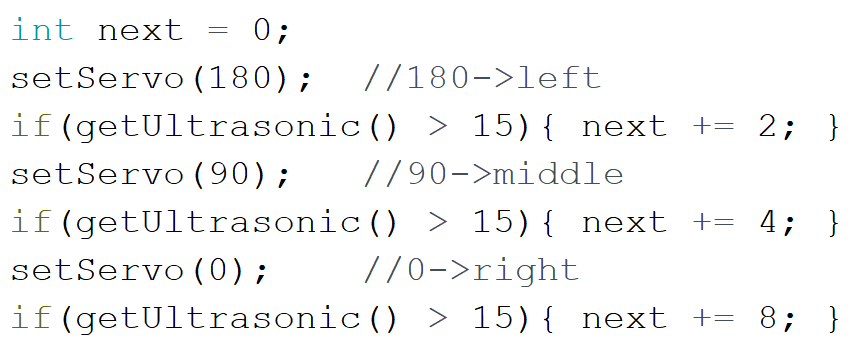 int next = 0;
setServo(180);  //180->left
if(getUltrasonic() > 15){ next += 2; }
setServo(90);   //90->middle
if(getUltrasonic() > 15){ next += 4; }
setServo(0);    //0->right
if(getUltrasonic() > 15){ next += 8; }